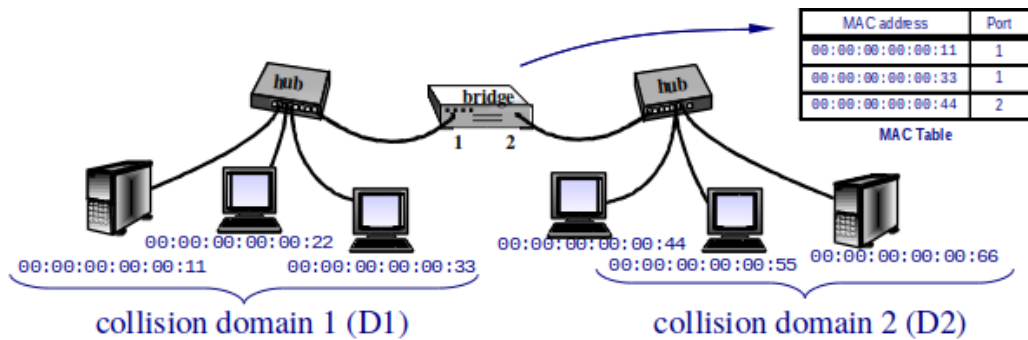 MAC address Port
00:00:00:00:00:11 1
00:00:00:00:00:33 1
00:00:00:00:00:44 2
MAC Table
hub
bridge
hub
1 2
00:00:00:00:00:22
00:00:00:00:00:11
00:00:00:00:00:33
00:00:00:00:00:44
00:00:00:00:00:55
00:00:00:00:00:66
collision domain 1 (D1)
collision domain 2 (D2)